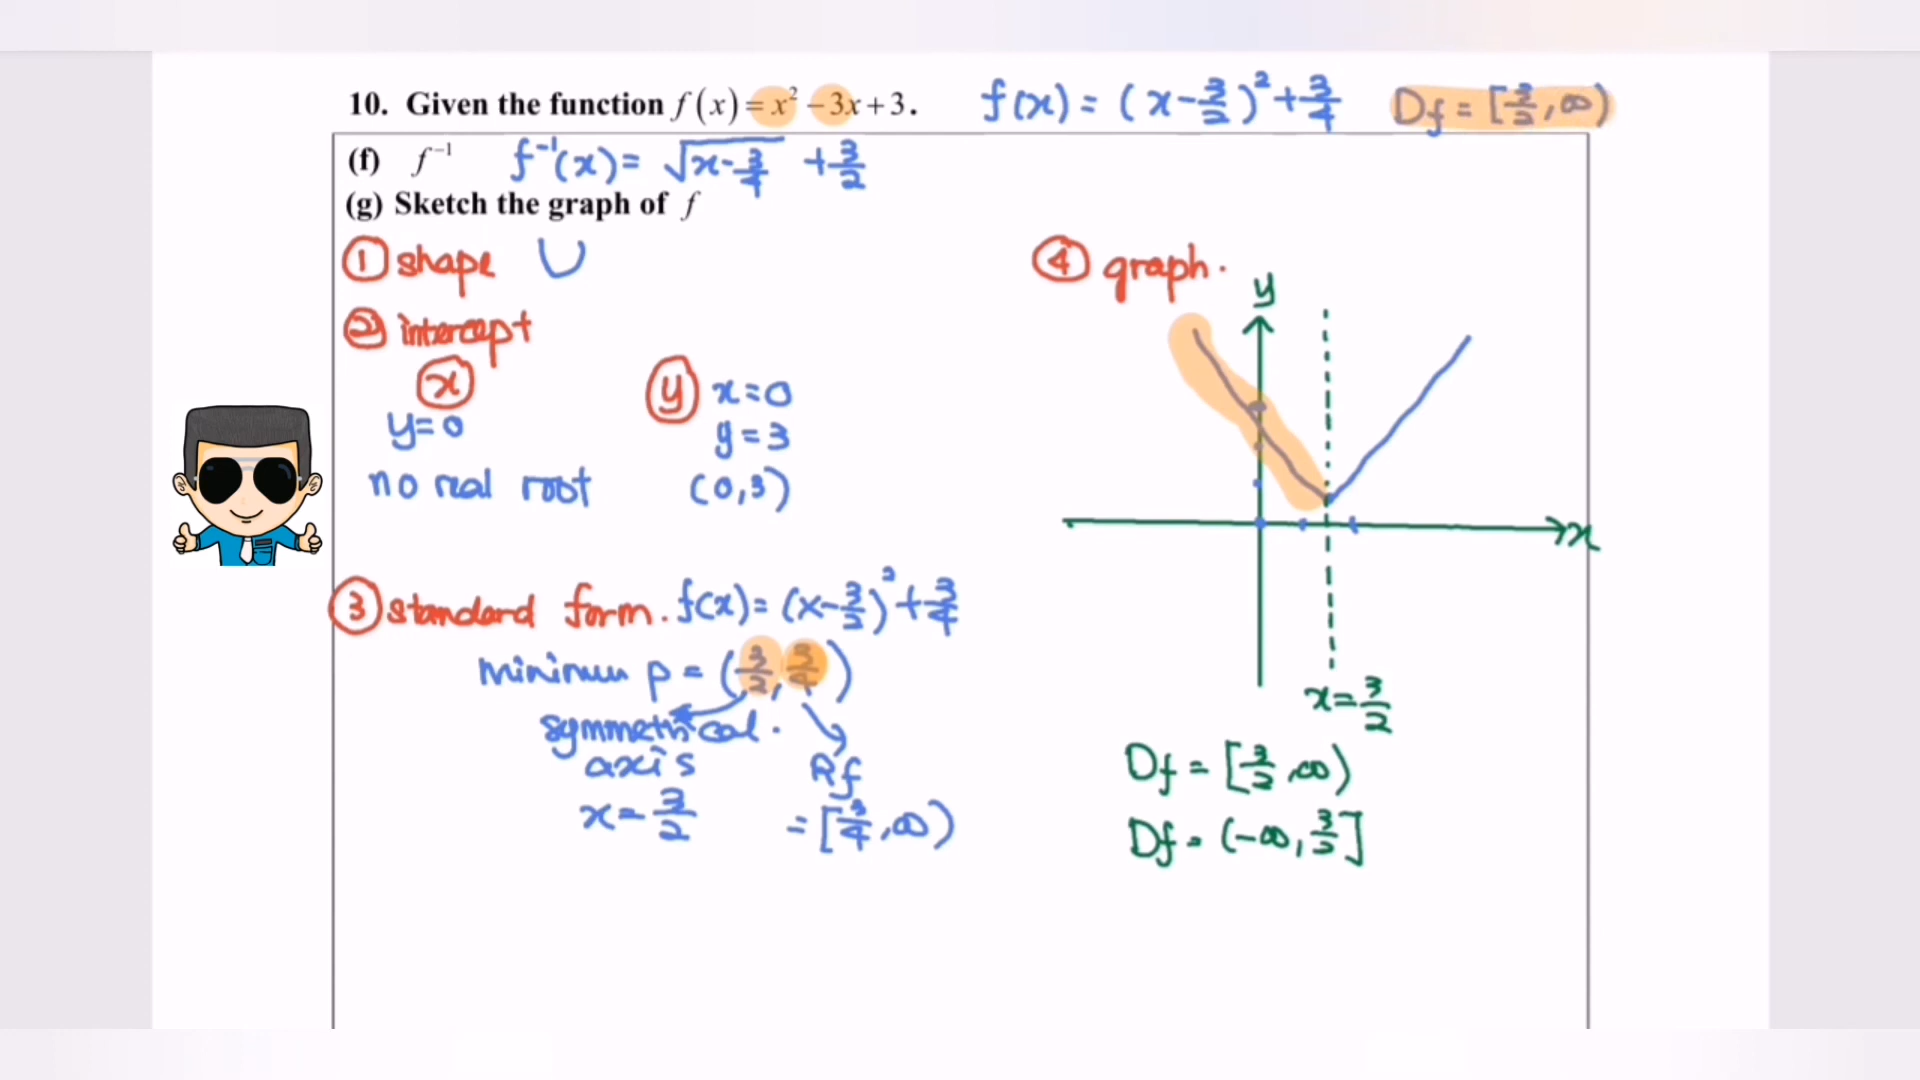 10. Given the function f(x) = x² − 3x + 3. f(x) = (x − 3/2)² + 3/4 Df = [3/2, ∞)
(f) f⁻¹ f⁻¹(x) = √(x − 3/4) + 3/2
(g) Sketch the graph of f
① shape
② intercept
ⓧ
y = 0
no real root
ⓨ x = 0
y = 3
(0,3)
③ standard form. f(x) = (x − 3/2)² + 3/4
minimum p = (3/2, 3/4)
symmetrical.
axis
x = 3/2
Rf
= [3/4, ∞)
④ graph.
y
x
x = 3/2
Df = [3/2, ∞)
Df = (−∞, 3/2]